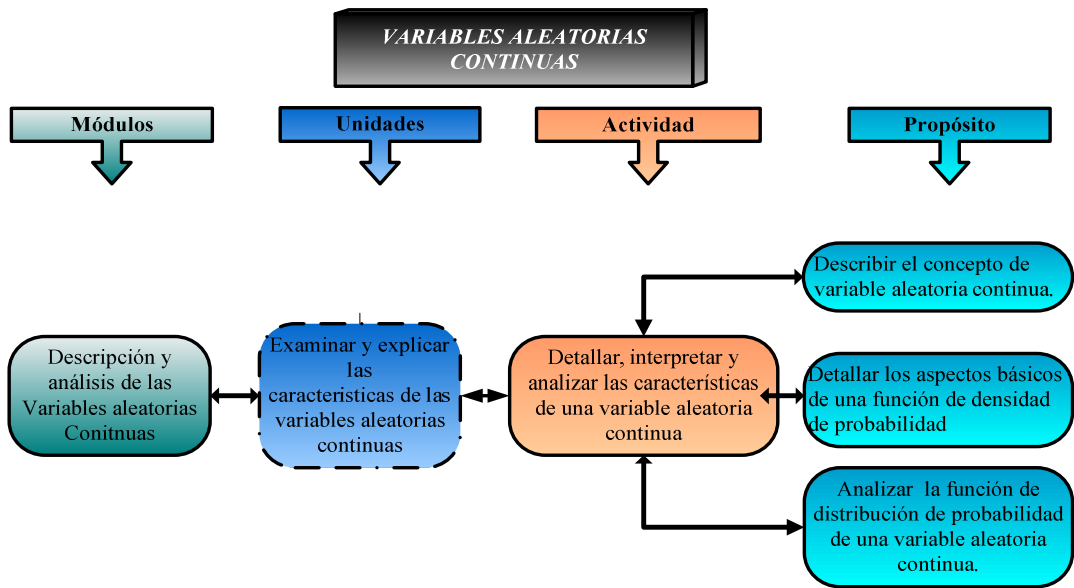 VARIABLES ALEATORIAS
CONTINUAS
Módulos
Unidades
Actividad
Propósito
Describir el concepto de
variable aleatoria continua.
Descripción y
análisis de las
Variables aleatorias
Conitnuas
Examinar y explicar
las
características de las
variables aleatorias
continuas
Detallar, interpretar y
analizar las características
de una variable aleatoria
continua
Detallar los aspectos básicos
de una función de densidad
de probabilidad
Analizar la función de
distribución de probabilidad
de una variable aleatoria
continua.